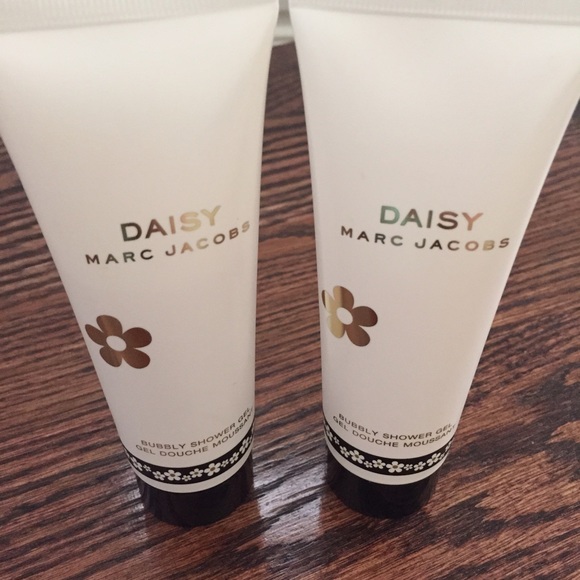 DAISY
MARC JACOBS
BUBBLY SHOWER GEL
GEL DOUCHE MOUSSANT
DAISY
MARC JACOBS
BUBBLY SHOWER GEL
GEL DOUCHE MOUSSANT